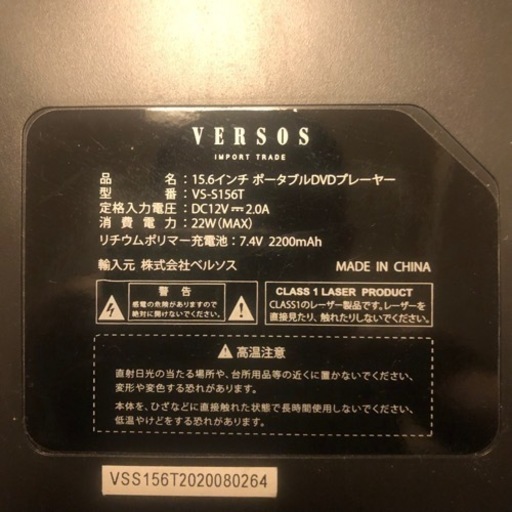 VERSOS
IMPORT TRADE
品 名：15.6インチ ポータブルDVDプレーヤー
型 番：VS-S156T
定格入力電圧：DC12V⎓2.0A
消費電力：22W(MAX)
リチウムポリマー充電池：7.4V 2200mAh
輸入元 株式会社ベルソス MADE IN CHINA
警告
感電の危険がありますので
絶対に開けないでください。
CLASS 1 LASER PRODUCT
CLASS1のレーザー製品です。レーザーを
直接見たり、触れたりしないでください。
高温注意
直射日光の当たる場所や、台所用品等の近くに置かないでください。
変形や変色する恐れがあります。
本体を、ひざなどに直接触れた状態で長時間使用しないでください。
低温やけどをする恐れがあります。
VSS156T2020080264